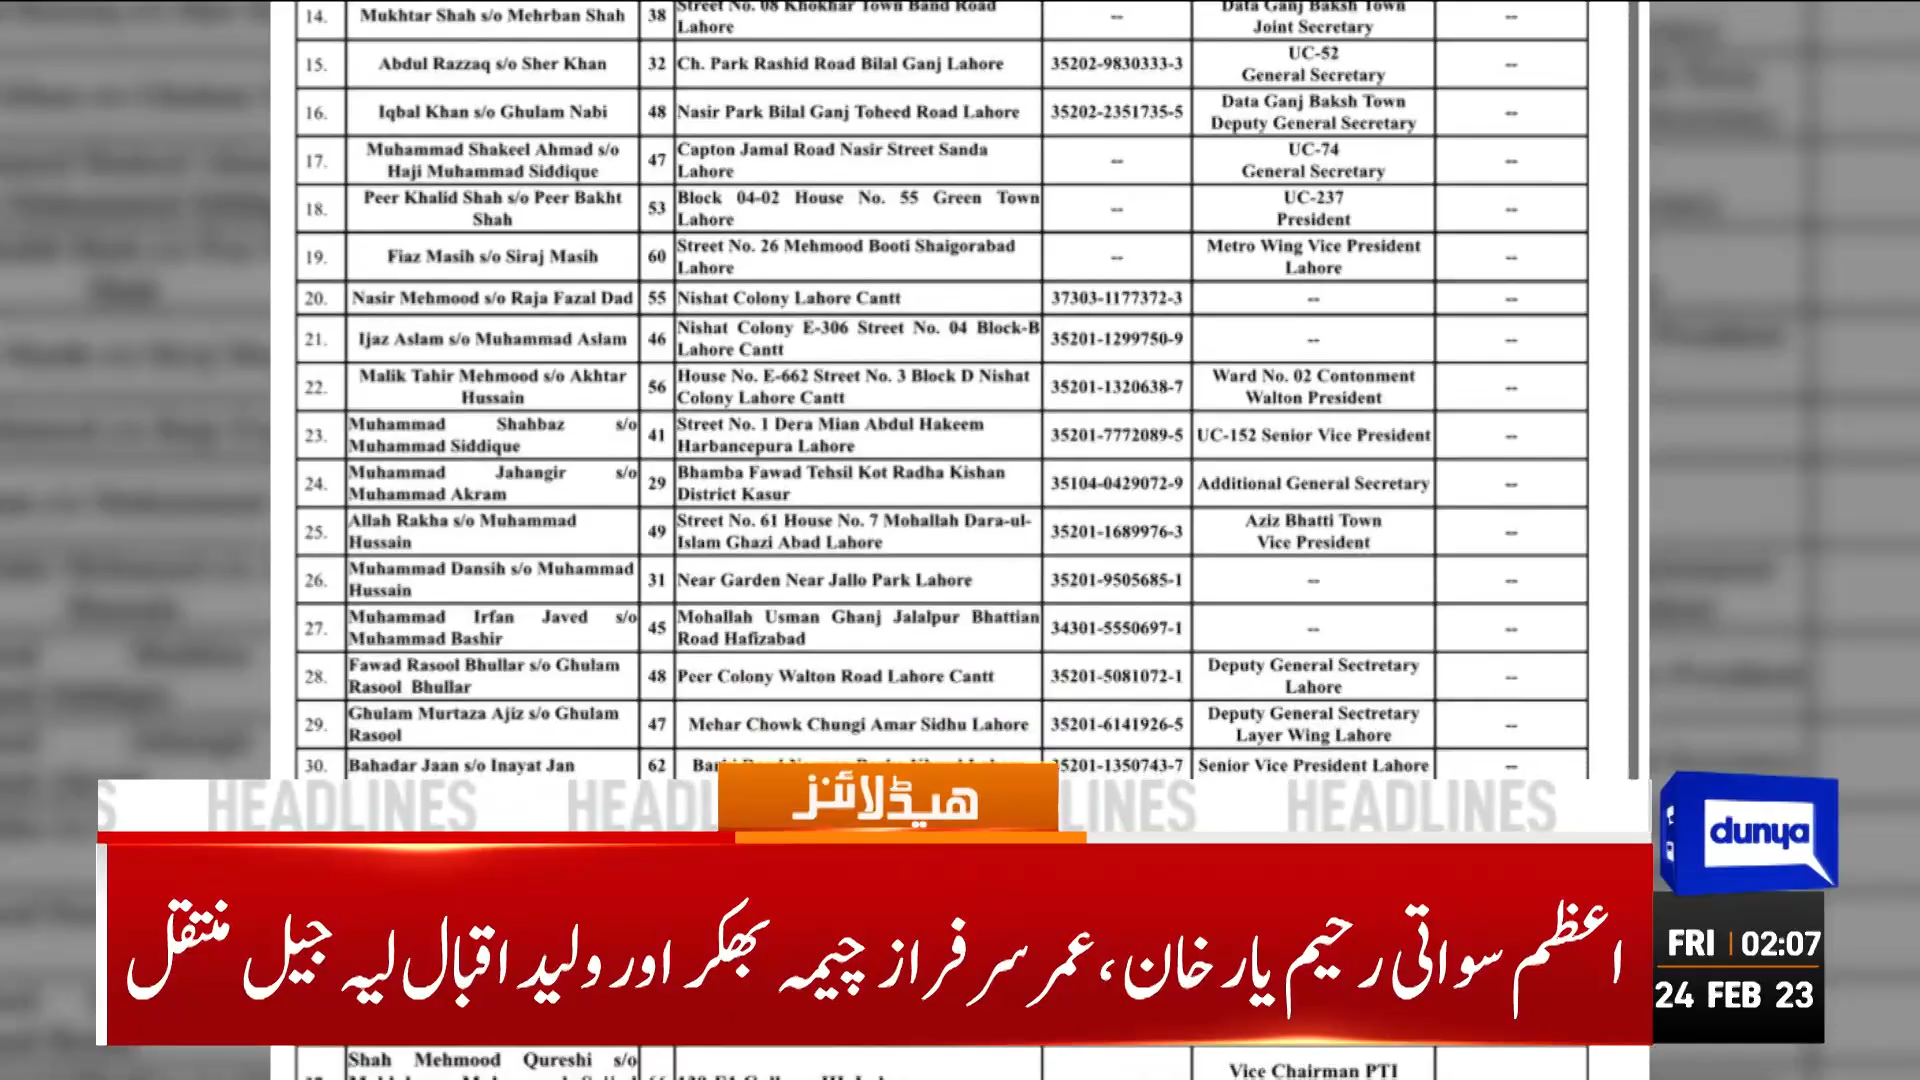 14. Mukhtar Shah s/o Mehrban Shah 38 Street No. 08 Khokhar Town Band Road Lahore -- Data Ganj Baksh Town Joint Secretary --
15. Abdul Razzaq s/o Sher Khan 32 Ch. Park Rashid Road Bilal Ganj Lahore 35202-9830333-3 UC-52 General Secretary --
16. Iqbal Khan s/o Ghulam Nabi 48 Nasir Park Bilal Ganj Toheed Road Lahore 35202-2351735-5 Data Ganj Baksh Town Deputy General Secretary --
17. Muhammad Shakeel Ahmad s/o Haji Muhammad Siddique 47 Capton Jamal Road Nasir Street Sanda Lahore -- UC-74 General Secretary --
18. Peer Khalid Shah s/o Peer Bakht Shah 53 Block 04-02 House No. 55 Green Town Lahore -- UC-237 President --
19. Fiaz Masih s/o Siraj Masih 60 Street No. 26 Mehmood Booti Shaigorabad Lahore -- Metro Wing Vice President Lahore --
20. Nasir Mehmood s/o Raja Fazal Dad 55 Nishat Colony Lahore Cantt 37303-1177372-3 -- --
21. Ijaz Aslam s/o Muhammad Aslam 46 Nishat Colony E-306 Street No. 04 Block-B Lahore Cantt 35201-1299750-9 -- --
22. Malik Tahir Mehmood s/o Akhtar Hussain 56 House No. E-662 Street No. 3 Block D Nishat Colony Lahore Cantt 35201-1320638-7 Ward No. 02 Contonment Walton President --
23. Muhammad Shahbaz s/o Muhammad Siddique 41 Street No. 1 Dera Mian Abdul Hakeem Harbancepura Lahore 35201-7772089-5 UC-152 Senior Vice President --
24. Muhammad Jahangir s/o Muhammad Akram 29 Bhamba Fawad Tehsil Kot Radha Kishan District Kasur 35104-0429072-9 Additional General Secretary --
25. Allah Rakha s/o Muhammad Hussain 49 Street No. 61 House No. 7 Mohallah Dara-ul-Islam Ghazi Abad Lahore 35201-1689976-3 Aziz Bhatti Town Vice President --
26. Muhammad Dansih s/o Muhammad Hussain 31 Near Garden Near Jallo Park Lahore 35201-9505685-1 -- --
27. Muhammad Irfan Javed s/o Muhammad Bashir 45 Mohallah Usman Ghanj Jalalpur Bhattian Road Hafizabad 34301-5550697-1 -- --
28. Fawad Rasool Bhullar s/o Ghulam Rasool Bhullar 48 Peer Colony Walton Road Lahore Cantt 35201-5081072-1 Deputy General Sectretary Lahore --
29. Ghulam Murtaza Ajiz s/o Ghulam Rasool 47 Mehar Chowk Chungi Amar Sidhu Lahore 35201-6141926-5 Deputy General Sectretary Layer Wing Lahore --
30. Bahadar Jaan s/o Inayat Jan 62 35201-1350743-7 Senior Vice President Lahore --
HEADLINES HEADLINES HEADLINES
ہیڈلائنز
dunya
اعظم سواتی رحیم یار خان، عمر سرفراز چیمہ بھکر اور ولید اقبال لیہ جیل منتقل
FRI 02:07
24 FEB 23
Shah Mehmood Qureshi s/o
Vice Chairman PTI